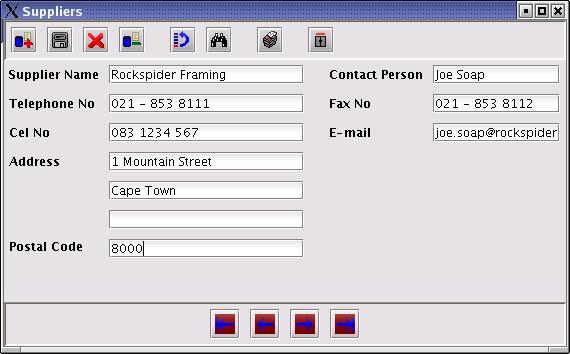 Suppliers
Supplier Name Rockspider Framing Contact Person Joe Soap
Telephone No 021 - 853 8111 Fax No 021 - 853 8112
Cel No 083 1234 567 E-mail joe.soap@rockspider
Address 1 Mountain Street
Cape Town
Postal Code 8000